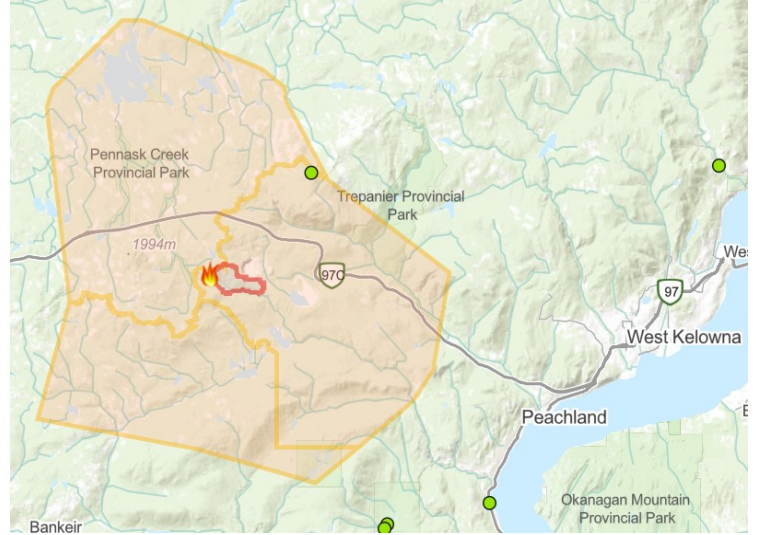 Pennask Creek
Provincial Park
Trepanier Provincial
Park
1994m
97C
97
West Kelowna
Peachland
Okanagan Mountain
Provincial Park
Bankeir